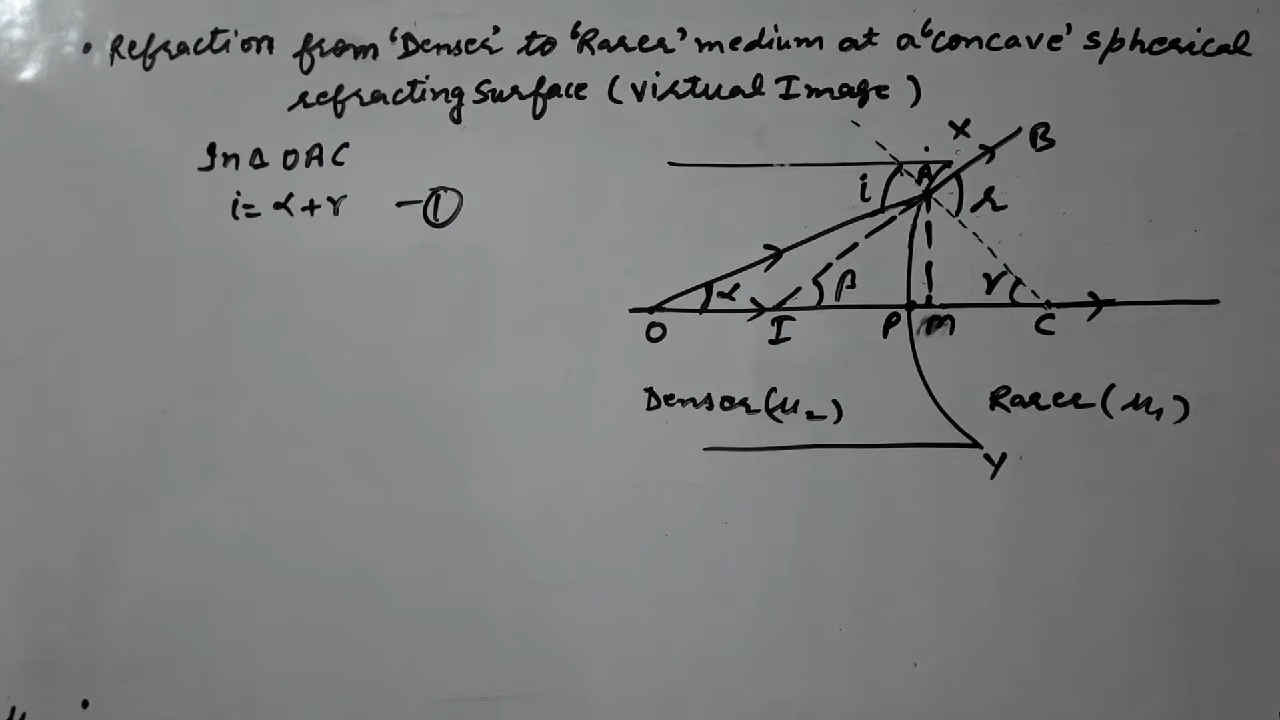 • Refraction from 'Denser' to 'Rarer' medium at a 'concave' spherical
refracting surface (virtual Image)
In Δ OAC
i = α + γ —①
X
B
A
i
r
α
β
γ
O
I
P
M
C
Densor (μ₂)
Rarer (μ₁)
Y